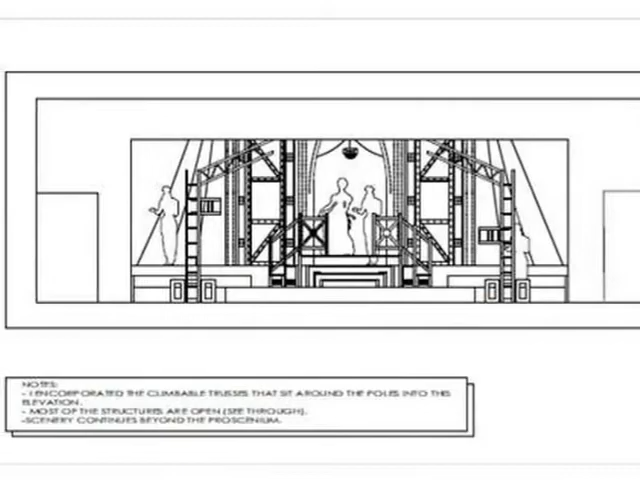 NOTES:
- I ENCORPORATED THE CLIMBABLE TRUSSES THAT SIT AROUND THE POLES INTO THIS
ELEVATION.
- MOST OF THE STRUCTURES ARE OPEN (SEE THROUGH).
-SCENERY CONTINUES BEYOND THE PROSCENIUM.